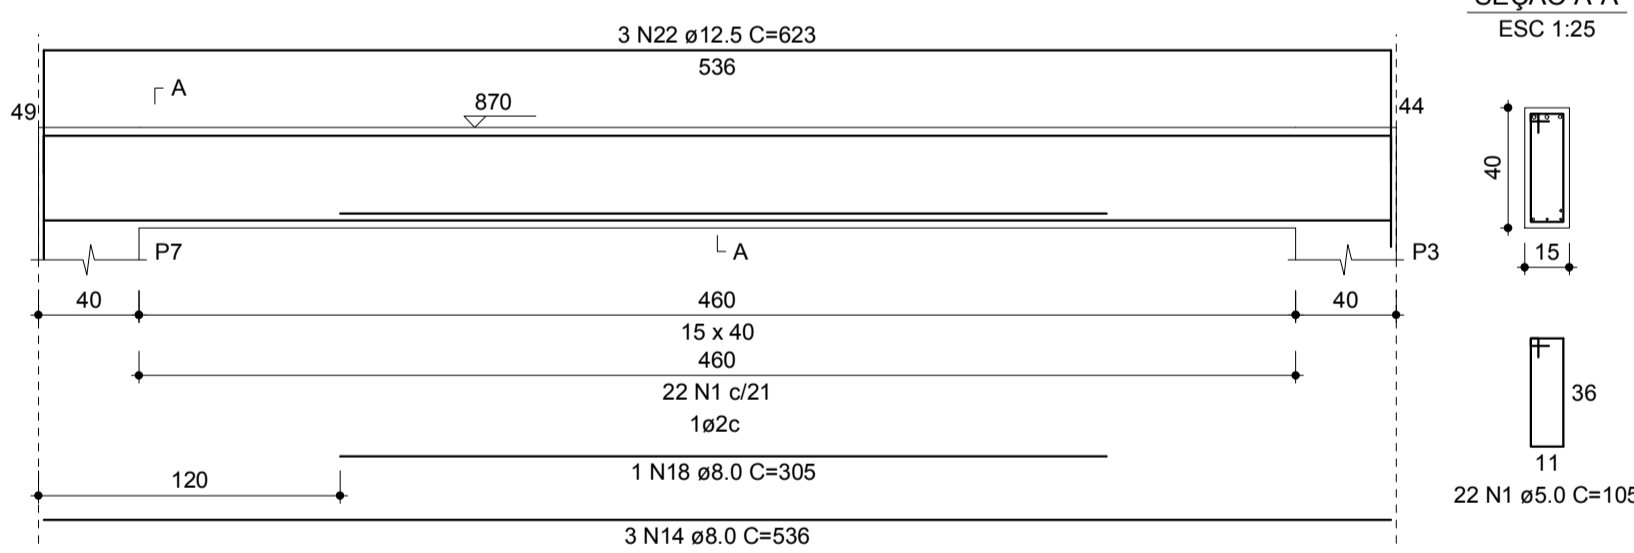 SEÇÃO A-A
ESC 1:25
3 N22 ø12.5 C=623
536
A
49
870
44
40
15
P7
A
P3
40
460
40
15 x 40
460
22 N1 c/21
1ø2c
36
11
22 N1 ø5.0 C=105
1 N18 ø8.0 C=305
120
3 N14 ø8.0 C=536